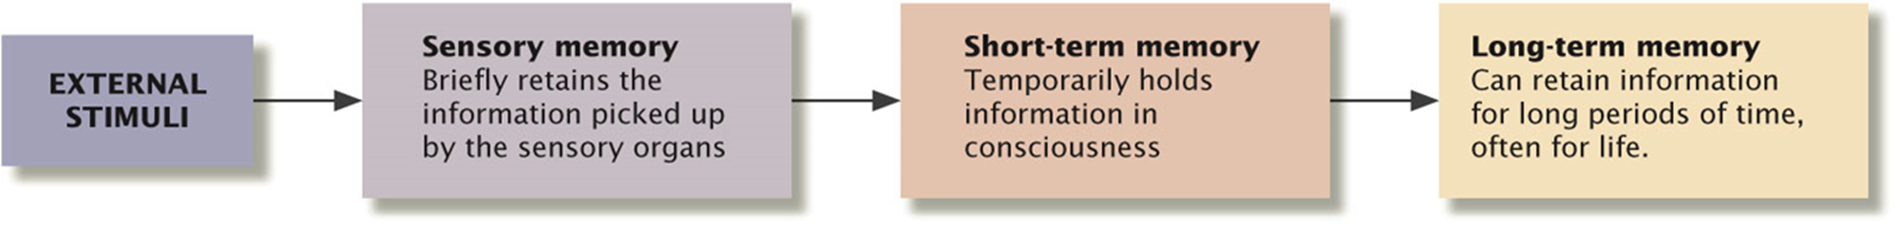 EXTERNAL
STIMULI
Sensory memory
Briefly retains the
information picked up
by the sensory organs
Short-term memory
Temporarily holds
information in
consciousness
Long-term memory
Can retain information
for long periods of time,
often for life.